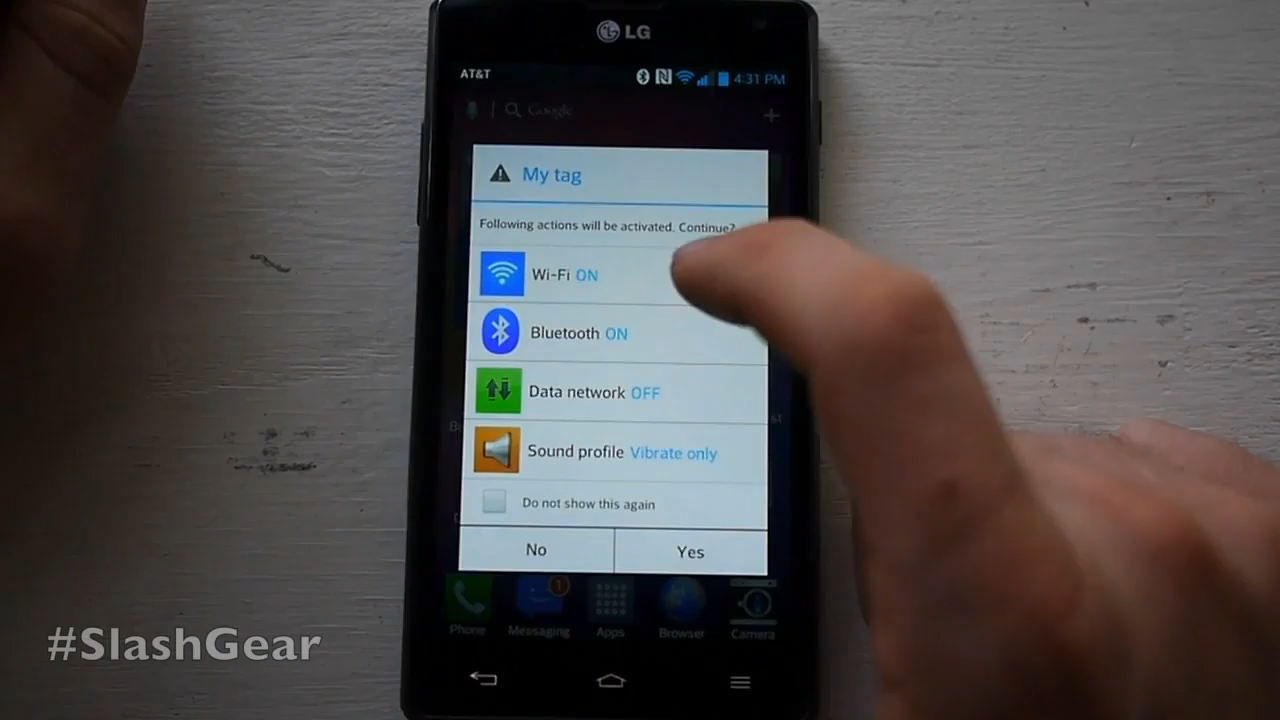 LG
AT&T
4:31 PM
Google
My tag
Following actions will be activated. Continue?
Wi-Fi ON
Bluetooth ON
Data network OFF
Sound profile Vibrate only
Do not show this again
No Yes
1
Phone Messaging Apps Browser Camera
#SlashGear